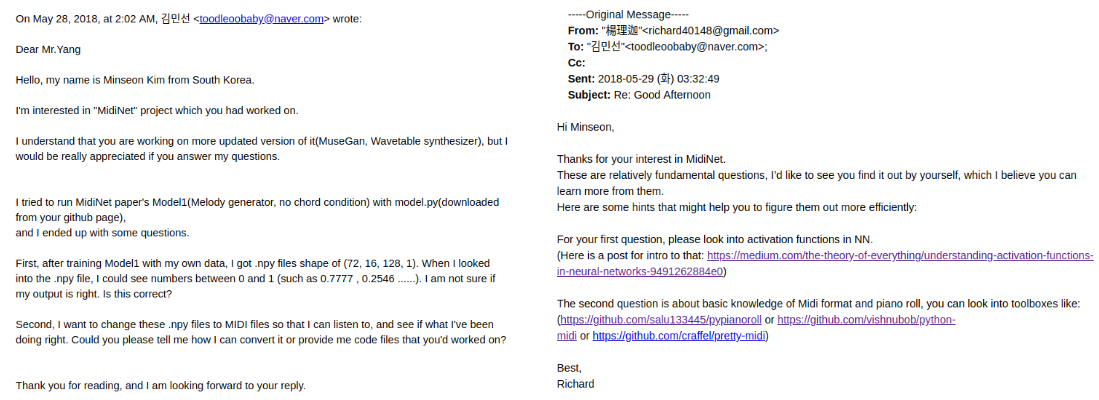 On May 28, 2018, at 2:02 AM, 김민선 <toodleoobaby@naver.com> wrote:
Dear Mr.Yang
Hello, my name is Minseon Kim from South Korea.
I'm interested in "MidiNet" project which you had worked on.
I understand that you are working on more updated version of it(MuseGan, Wavetable synthesizer), but I
would be really appreciated if you answer my questions.
I tried to run MidiNet paper's Model1(Melody generator, no chord condition) with model.py(downloaded
from your github page),
and I ended up with some questions.
First, after training Model1 with my own data, I got .npy files shape of (72, 16, 128, 1). When I looked
into the .npy file, I could see numbers between 0 and 1 (such as 0.7777 , 0.2546 ......). I am not sure if
my output is right. Is this correct?
Second, I want to change these .npy files to MIDI files so that I can listen to, and see if what I've been
doing right. Could you please tell me how I can convert it or provide me code files that you'd worked on?
Thank you for reading, and I am looking forward to your reply.
-----Original Message-----
From: "楊理迦"<richard40148@gmail.com>
To: "김민선"<toodleoobaby@naver.com>;
Cc:
Sent: 2018-05-29 (화) 03:32:49
Subject: Re: Good Afternoon
Hi Minseon,
Thanks for your interest in MidiNet.
These are relatively fundamental questions, I'd like to see you find it out by yourself, which I believe you can
learn more from them.
Here are some hints that might help you to figure them out more efficiently:
For your first question, please look into activation functions in NN.
(Here is a post for intro to that: https://medium.com/the-theory-of-everything/understanding-activation-functions-
in-neural-networks-9491262884e0)
The second question is about basic knowledge of Midi format and piano roll, you can look into toolboxes like:
(https://github.com/salu133445/pypianoroll or https://github.com/vishnubob/python-
midi or https://github.com/craffel/pretty-midi)
Best,
Richard